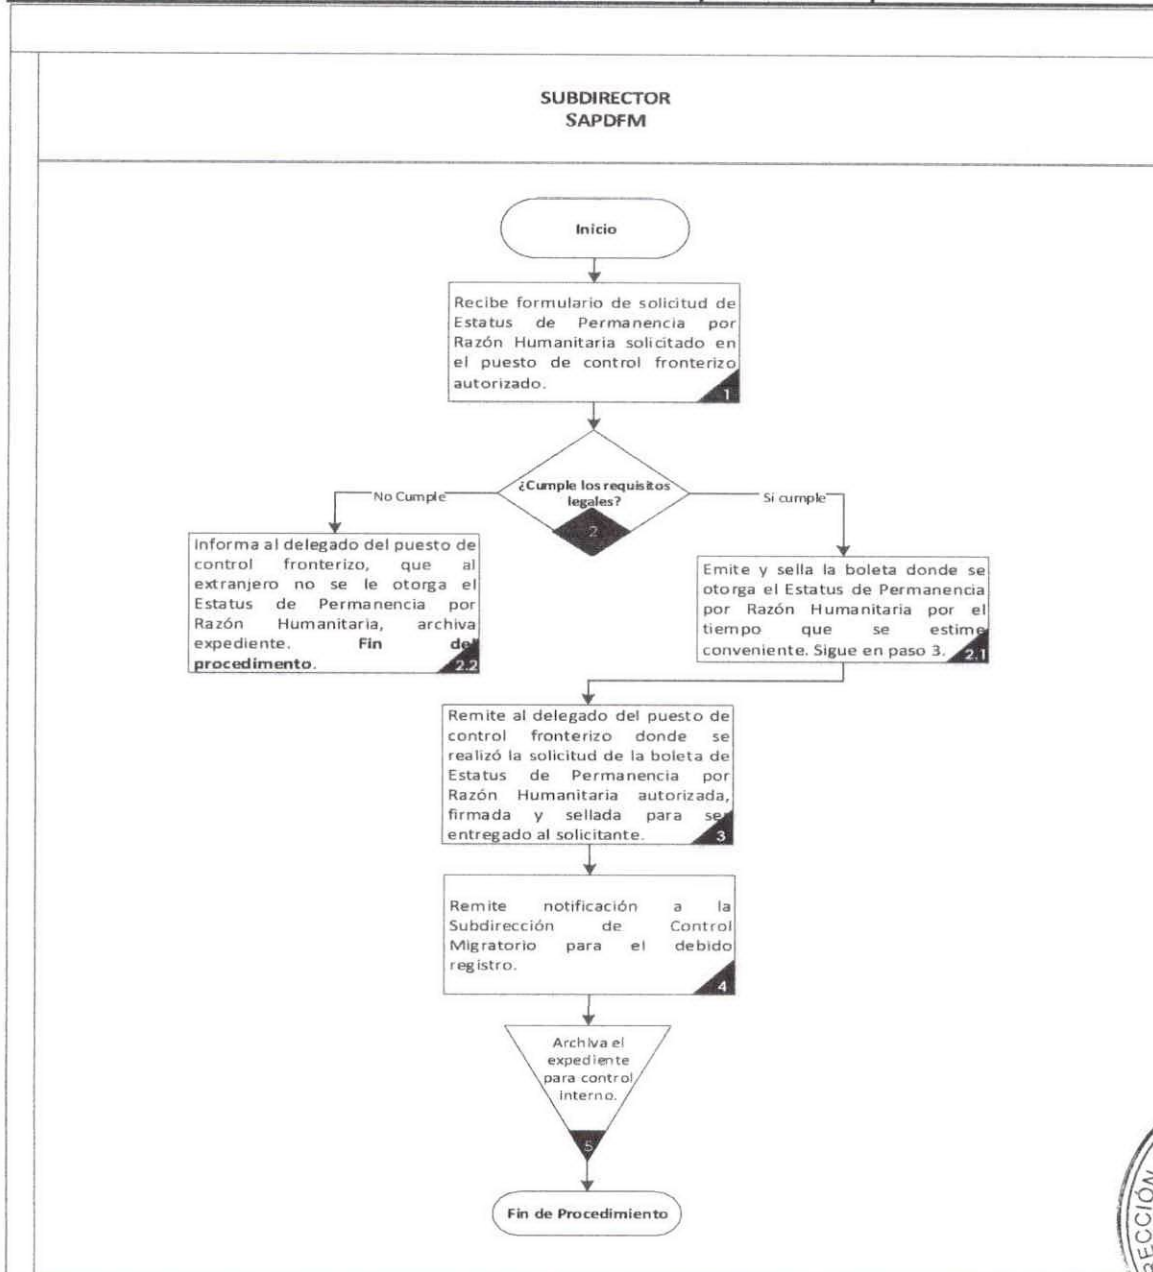 SUBDIRECTOR
SAPDFM
Inicio
Recibe formulario de solicitud de
Estatus de Permanencia por
Razón Humanitaria solicitado en
el puesto de control fronterizo
autorizado.
1
¿Cumple los requisitos
legales?
2
No Cumple
Sí cumple
Informa al delegado del puesto de
control fronterizo, que al
extranjero no se le otorga el
Estatus de Permanencia por
Razón Humanitaria, archiva
expediente. Fin del
procedimento.
2.2
Emite y sella la boleta donde se
otorga el Estatus de Permanencia
por Razón Humanitaria por el
tiempo que se estime
conveniente. Sigue en paso 3.
2.1
Remite al delegado del puesto de
control fronterizo donde se
realizó la solicitud de la boleta de
Estatus de Permanencia por
Razón Humanitaria autorizada,
firmada y sellada para ser
entregado al solicitante.
3
Remite notificación a la
Subdirección de Control
Migratorio para el debido
registro.
4
Archiva el
expediente
para control
interno.
5
Fin de Procedimiento